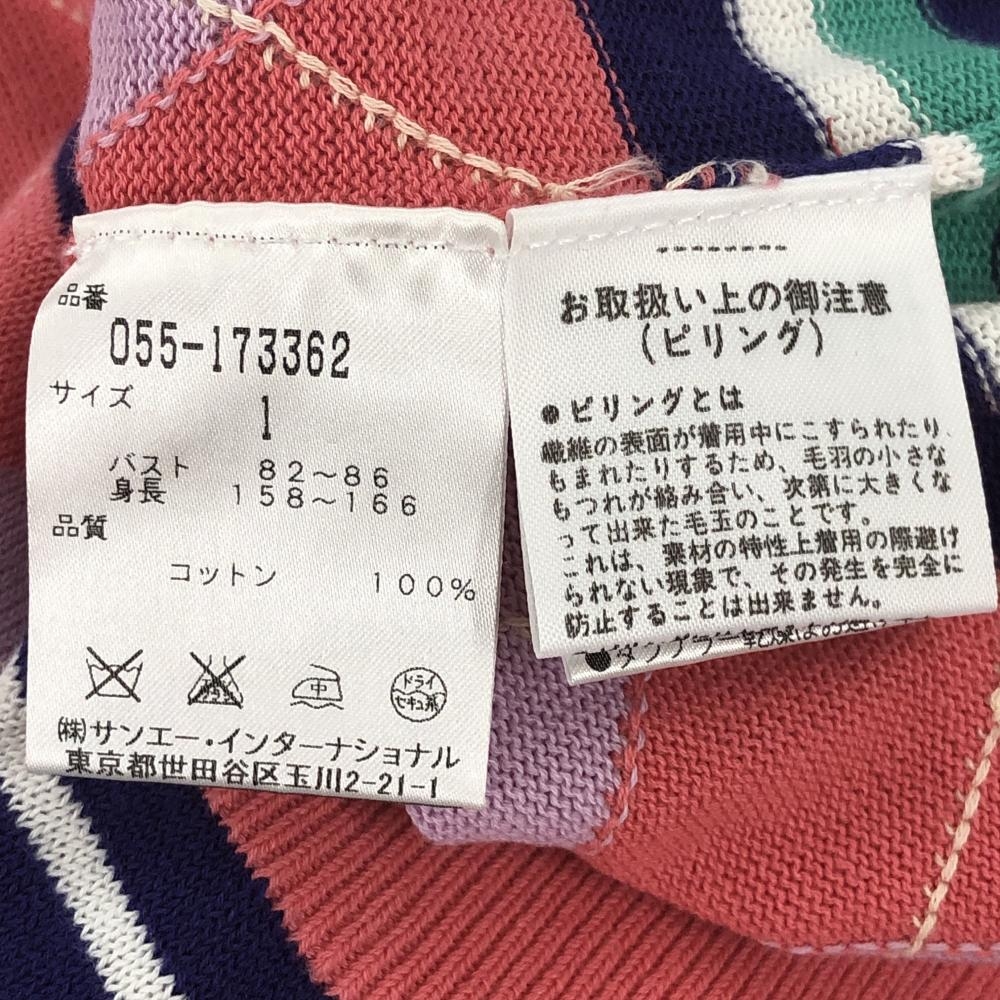 品番
055-173362
サイズ
1
バスト 82〜86
身長 158〜166
品質
コットン 100%
中
ドライ
セキユ系
㈱サンエー・インターナショナル
東京都世田谷区玉川2-21-1
お取扱い上の御注意
(ピリング)
●ピリングとは
繊維の表面が着用中にこすられたり、
もまれたりするため、毛羽の小さな
もつれが絡み合い、次第に大きくな
って出来た毛玉のことです。
これは、素材の特性上着用の際避け
られない現象で、その発生を完全に
防止することは出来ません。
●タンブラー乾燥は